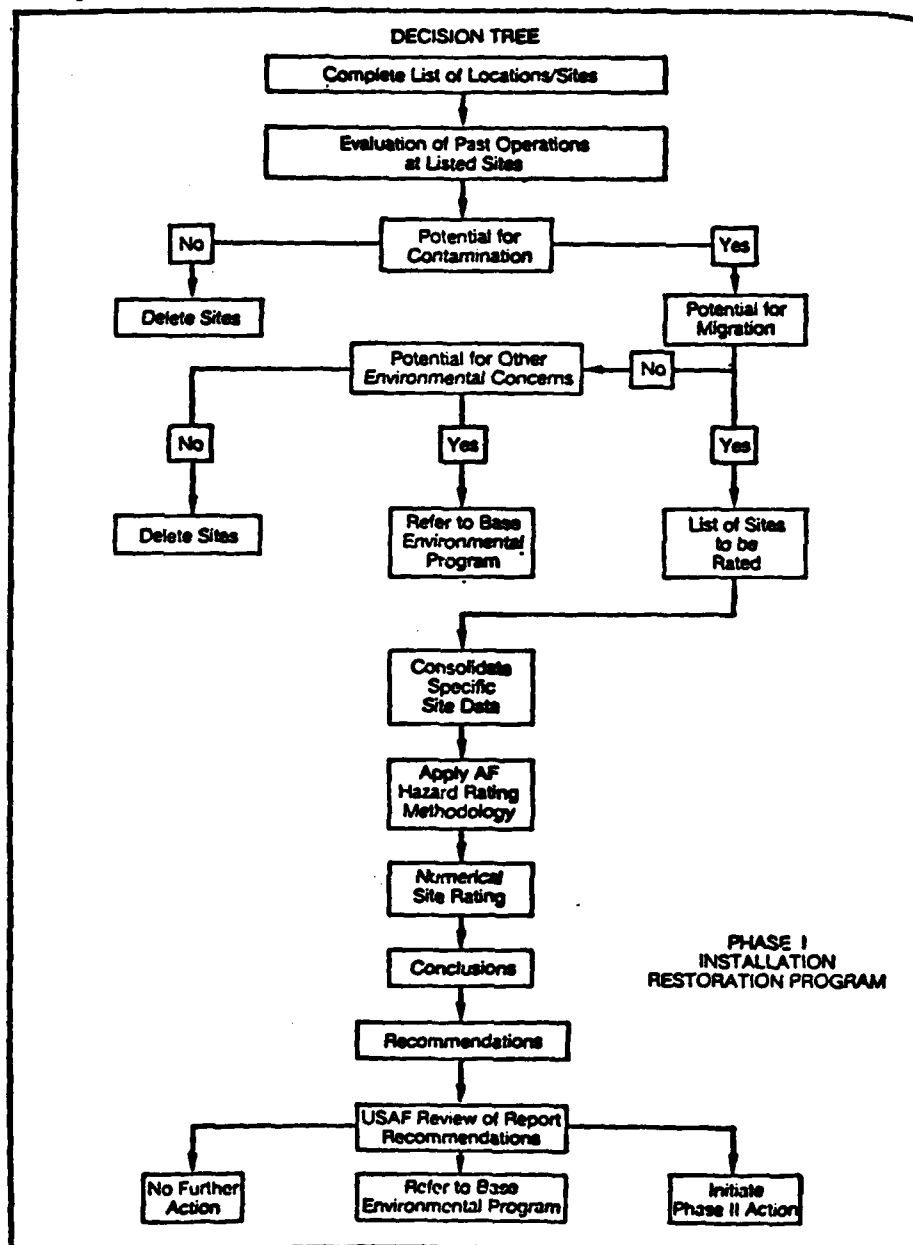 DECISION TREE
Complete List of Locations/Sites
Evaluation of Past Operations
at Listed Sites
No
Potential for
Contamination
Yes
Delete Sites
Potential for
Migration
Potential for Other
Environmental Concerns
No
No
Yes
Yes
Delete Sites
Refer to Base
Environmental
Program
List of Sites
to be
Rated
Consolidate
Specific
Site Data
Apply AF
Hazard Rating
Methodology
Numerical
Site Rating
PHASE I
INSTALLATION
RESTORATION PROGRAM
Conclusions
Recommendations
USAF Review of Report
Recommendations
No Further
Action
Refer to Base
Environmental Program
Initiate
Phase II Action